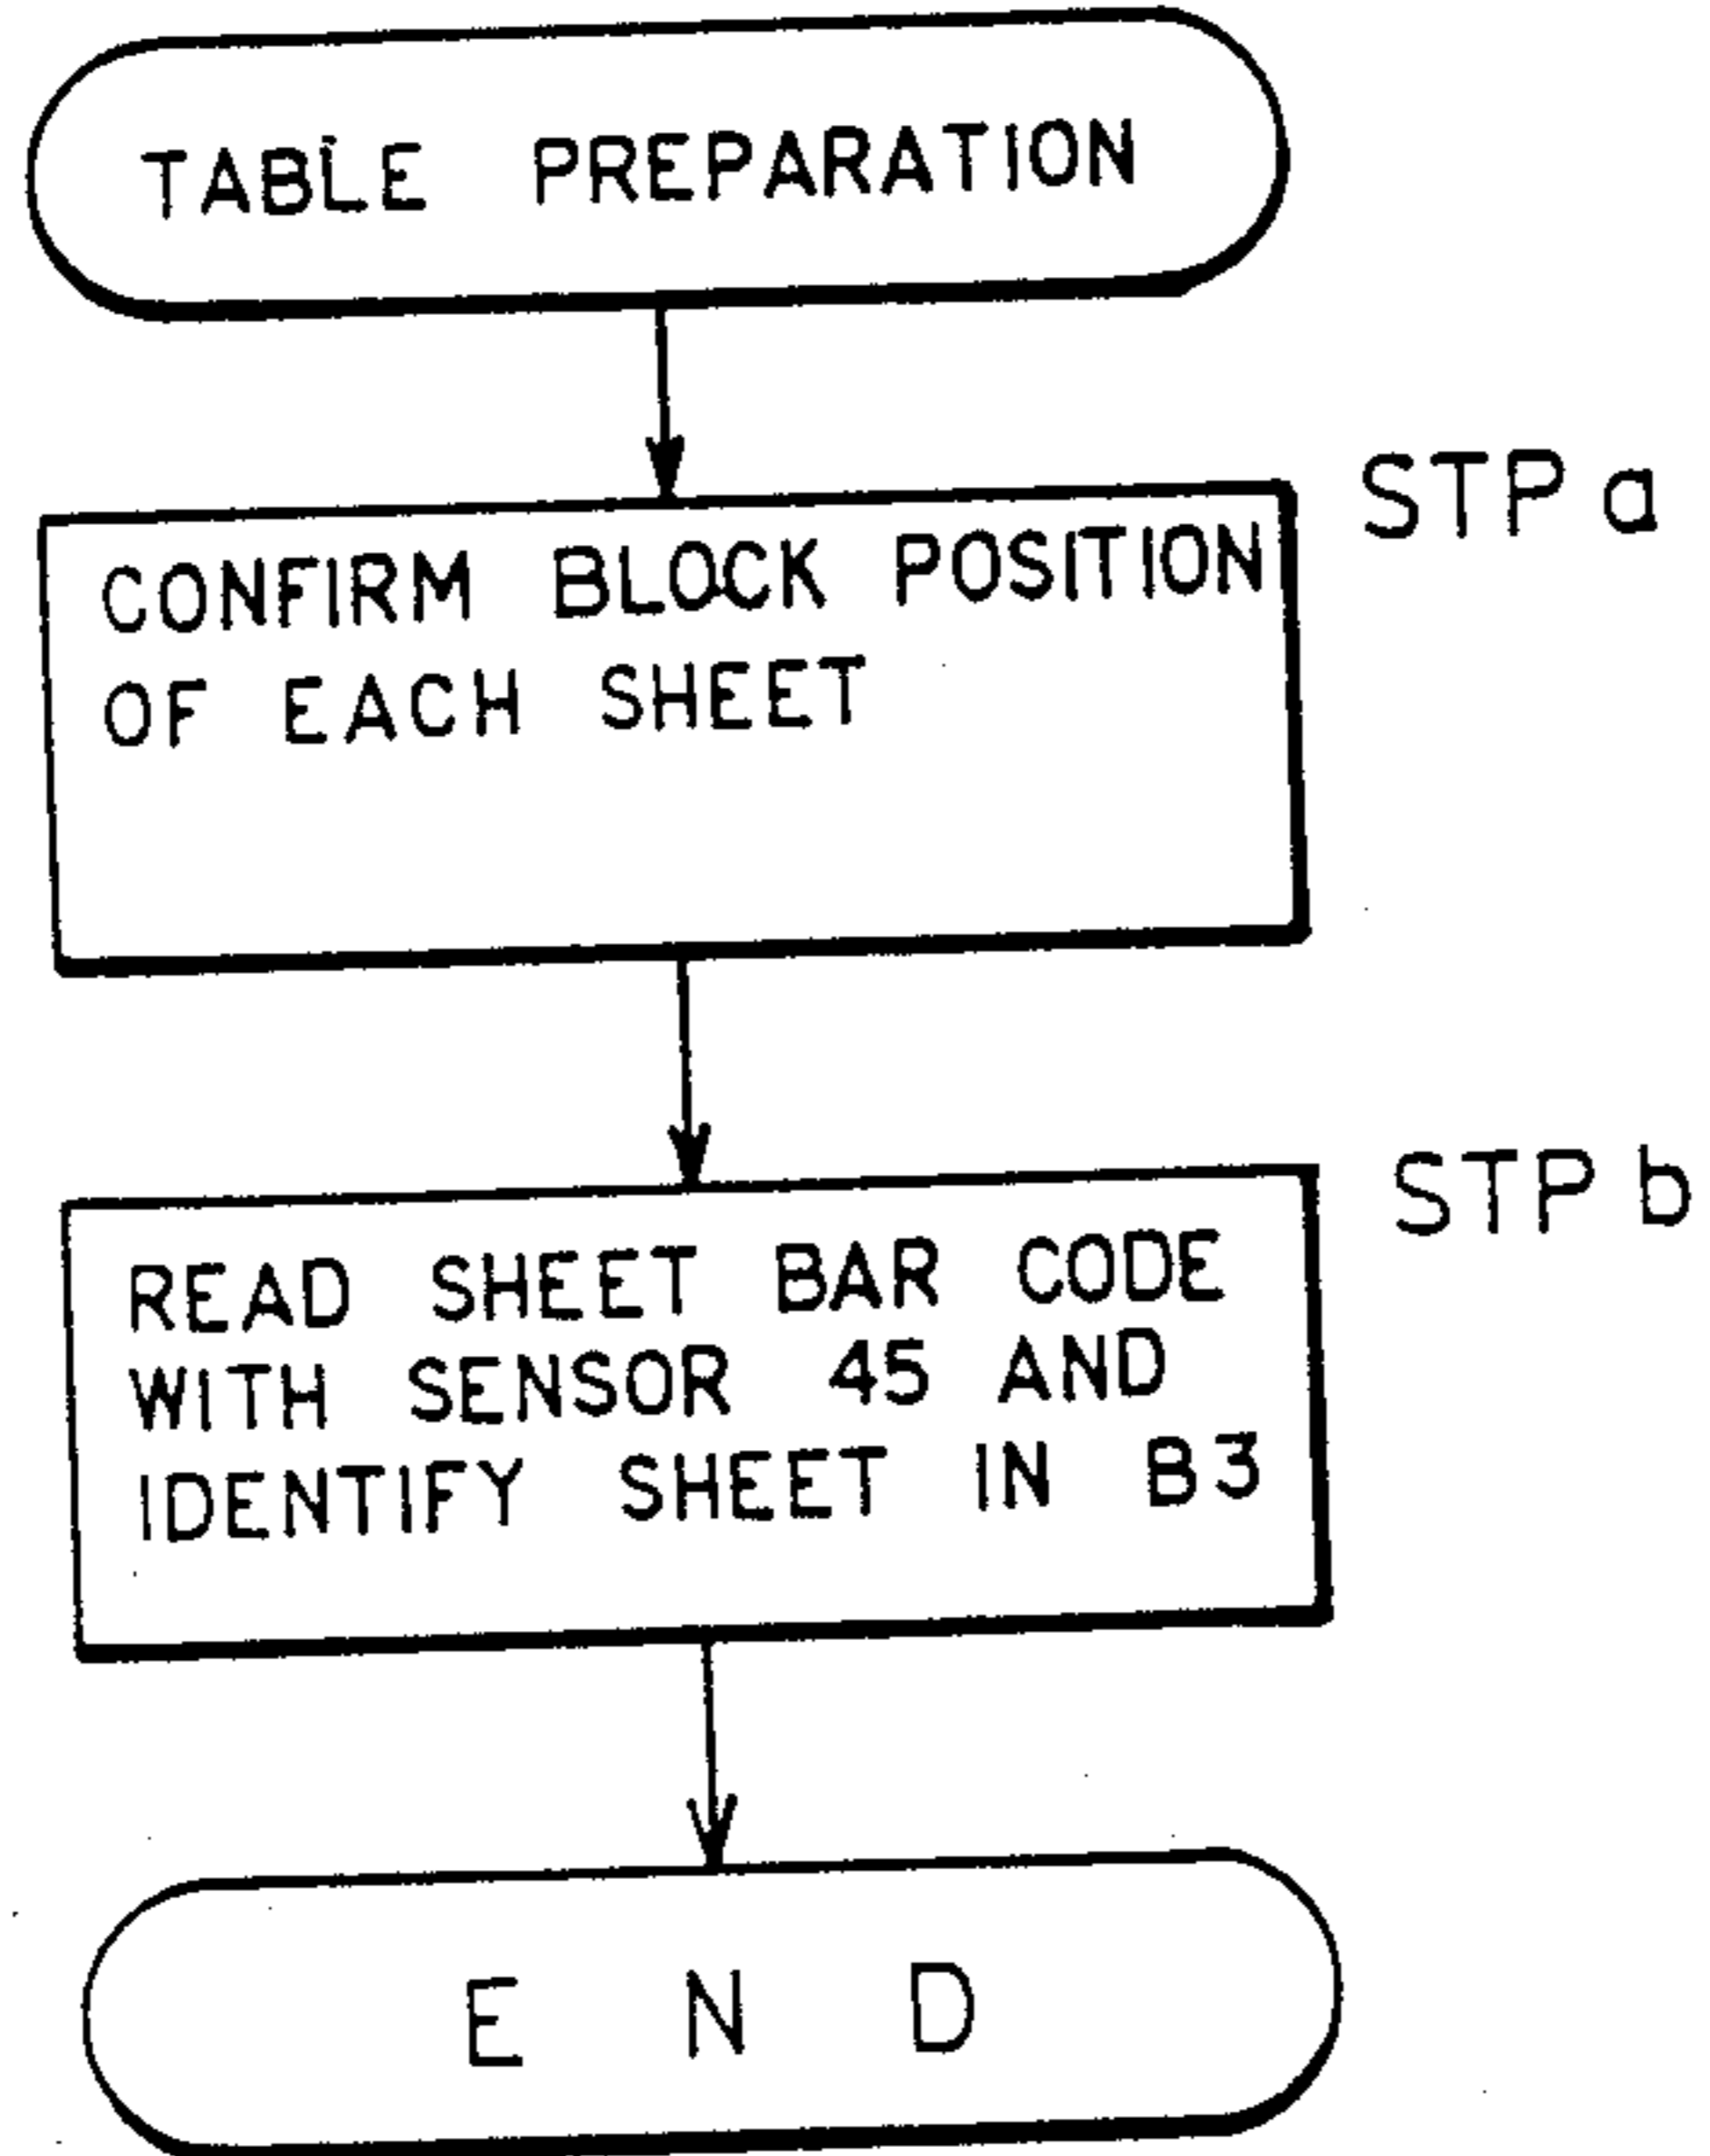 TABLE PREPARATION
STP a
CONFIRM BLOCK POSITION
OF EACH SHEET
STP b
READ SHEET BAR CODE
WITH SENSOR 45 AND
IDENTIFY SHEET IN B3
E N D